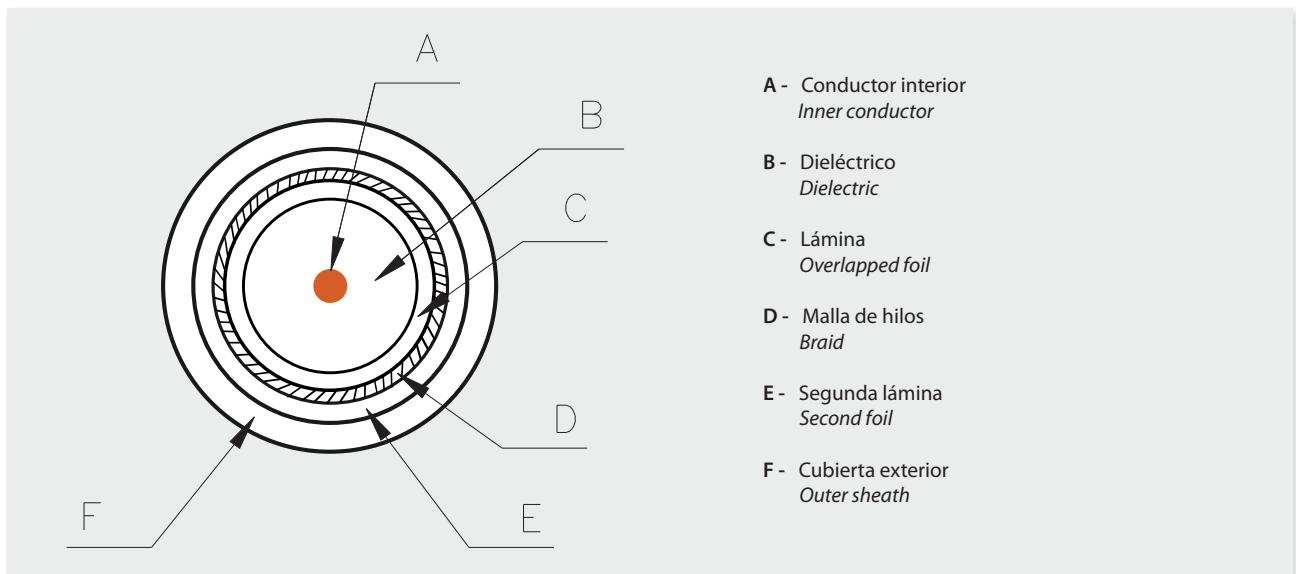 A
B
C
D
E
F
A - Conductor interior
Inner conductor
B - Dieléctrico
Dielectric
C - Lámina
Overlapped foil
D - Malla de hilos
Braid
E - Segunda lámina
Second foil
F - Cubierta exterior
Outer sheath